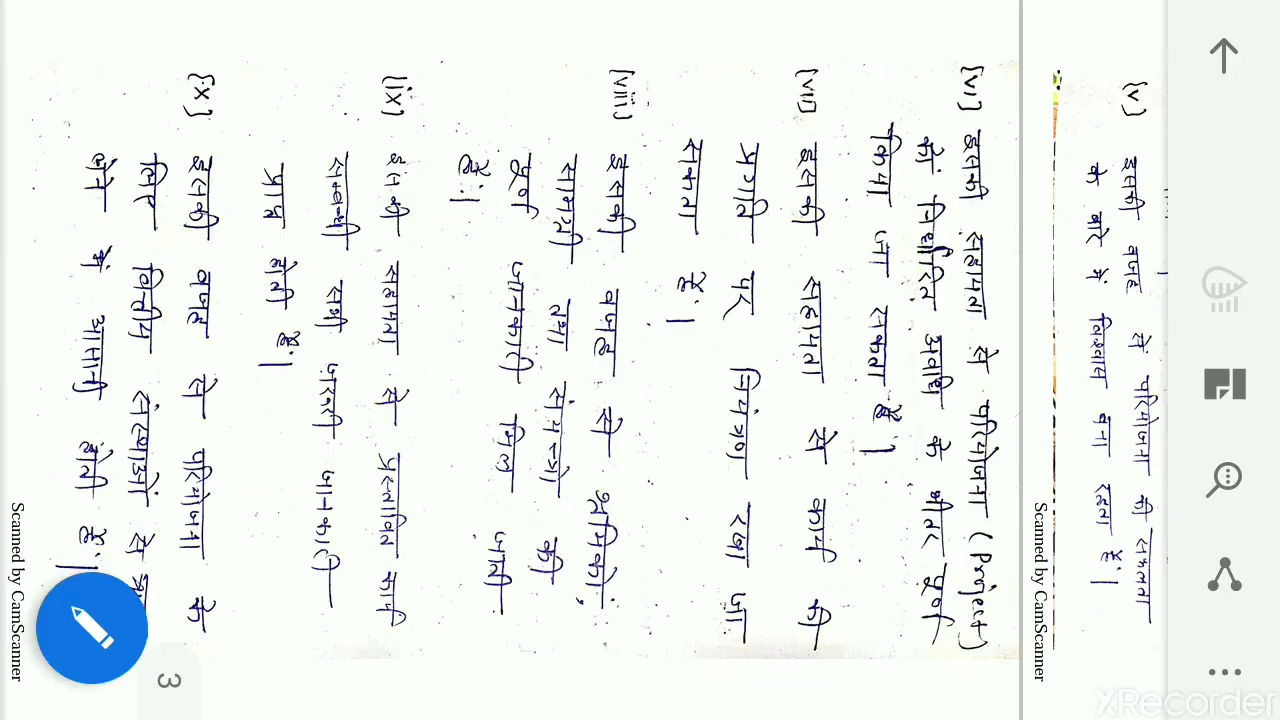 (v) इसकी वजह से परियोजना की सफलता
के बारे में विश्वास बना रहता है।
Scanned by CamScanner
(vi) इसकी सहायता से परियोजना (Project)
को निर्धारित अवधि के भीतर पूर्ण
किया जा सकता है।
(vii) इसकी सहायता से कार्य की
प्रगति पर नियंत्रण रखा जा
सकता है।
(viii) इसकी वजह से श्रमिकों,
सामग्री तथा संयन्त्रों की
पूर्ण जानकारी मिल जाती
है।
(ix) इसकी सहायता से प्रस्तावित कार्य
सम्बन्धी सभी जरूरी जानकारी
प्राप्त होती है।
(x) इसकी वजह से परियोजना के
लिए वित्तीय संस्थाओं से
लेने में आसानी होती है।
Scanned by CamScanner
3
XRecorder